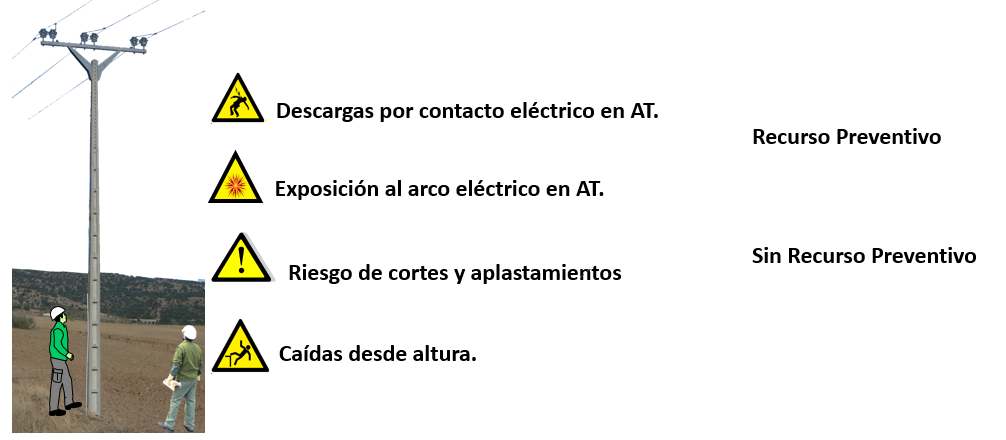 Descargas por contacto eléctrico en AT.
Recurso Preventivo
Exposición al arco eléctrico en AT.
Sin Recurso Preventivo
Riesgo de cortes y aplastamientos
Caídas desde altura.